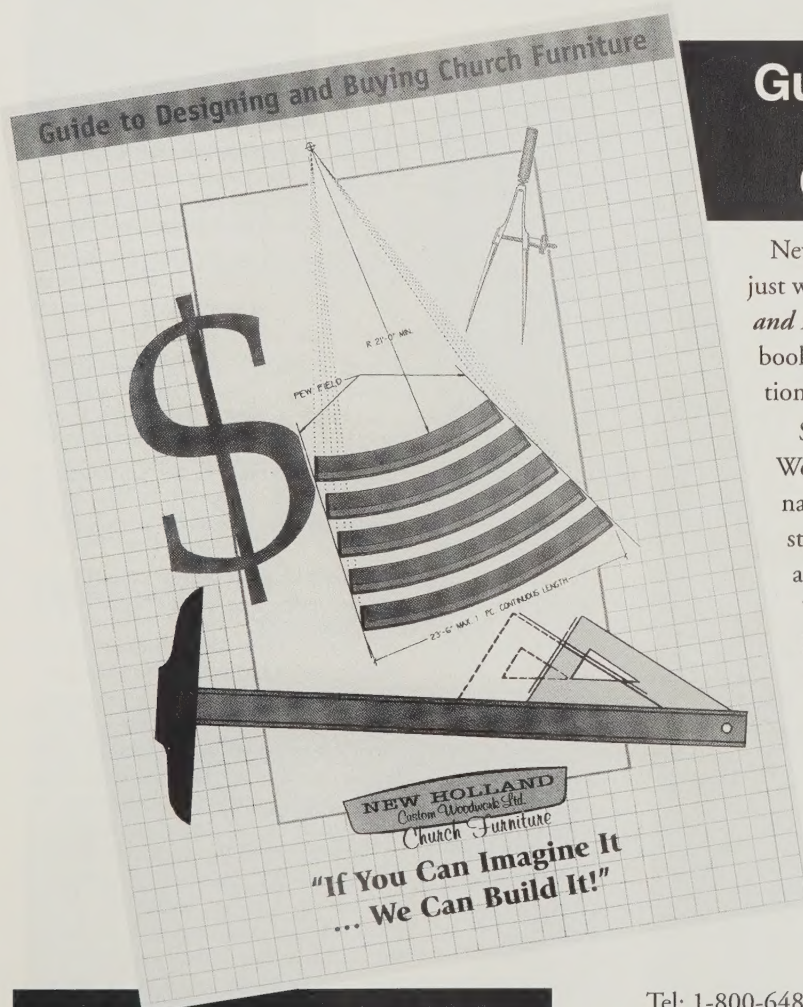 Guide to Designing and Buying Church Furniture
R 21'-0" MIN.
PEW FIELD
23'-6" MAX. 1 PC. CONTINUOUS LENGTH
$
NEW HOLLAND
Custom Woodwork Ltd.
Church Furniture
"If You Can Imagine It
... We Can Build It!"
Gu
Ne
just w
and
book
tion
S
Wo
na
st
a
Tel: 1-800-648